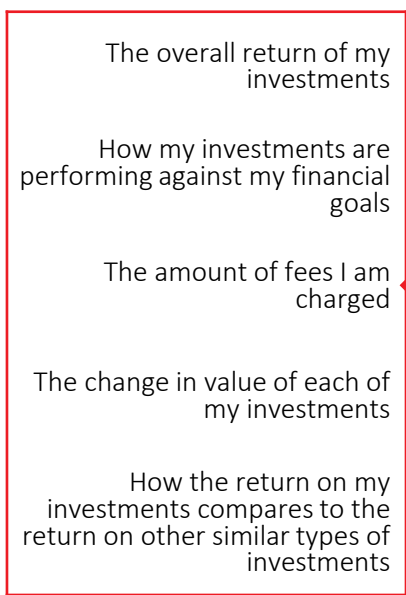 The overall return of my
investments
How my investments are
performing against my financial
goals
The amount of fees I am
charged
The change in value of each of
my investments
How the return on my
investments compares to the
return on other similar types of
investments